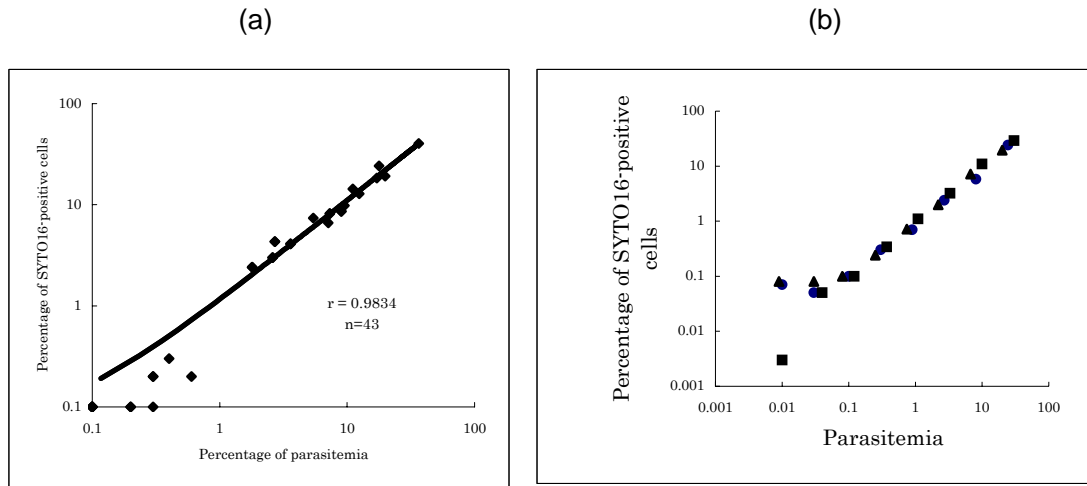 (a)
(b)
Percentage of SYTO16-positive cells
100
10
1
0.1
r = 0.9834
n=43
0.1
1
10
100
Percentage of parasitemia
Percentage of SYTO16-positive
cells
100
10
1
0.1
0.01
0.001
0.001
0.01
0.1
1
10
100
Parasitemia